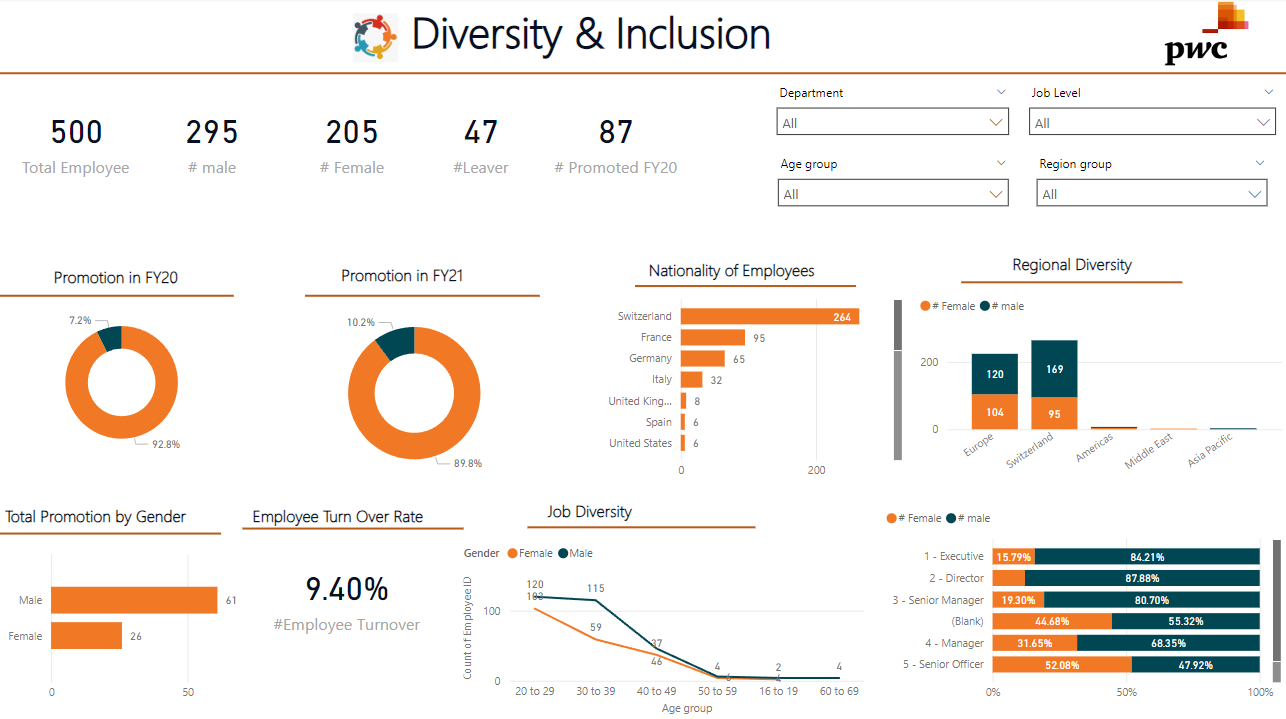 Diversity & Inclusion
pwc
500
Total Employee
295
# male
205
# Female
47
#Leaver
87
# Promoted FY20
Department
All
Job Level
All
Age group
All
Region group
All
Promotion in FY20
7.2%
92.8%
Promotion in FY21
10.2%
89.8%
Nationality of Employees
Switzerland 264
France 95
Germany 65
Italy 32
United King... 8
Spain 6
United States 6
0 200
Regional Diversity
# Female # male
200
0
120
104
169
95
Europe
Switzerland
Americas
Middle East
Asia Pacific
Total Promotion by Gender
Male 61
Female 26
0 50
Employee Turn Over Rate
9.40%
#Employee Turnover
Job Diversity
Gender Female Male
Count of EmployeeID
100
0
120
103
115
59
37
46
4
2
4
20 to 29 30 to 39 40 to 49 50 to 59 16 to 19 60 to 69
Age group
# Female # male
1 - Executive 15.79% 84.21%
2 - Director 87.88%
3 - Senior Manager 19.30% 80.70%
(Blank) 44.68% 55.32%
4 - Manager 31.65% 68.35%
5 - Senior Officer 52.08% 47.92%
0% 50% 100%